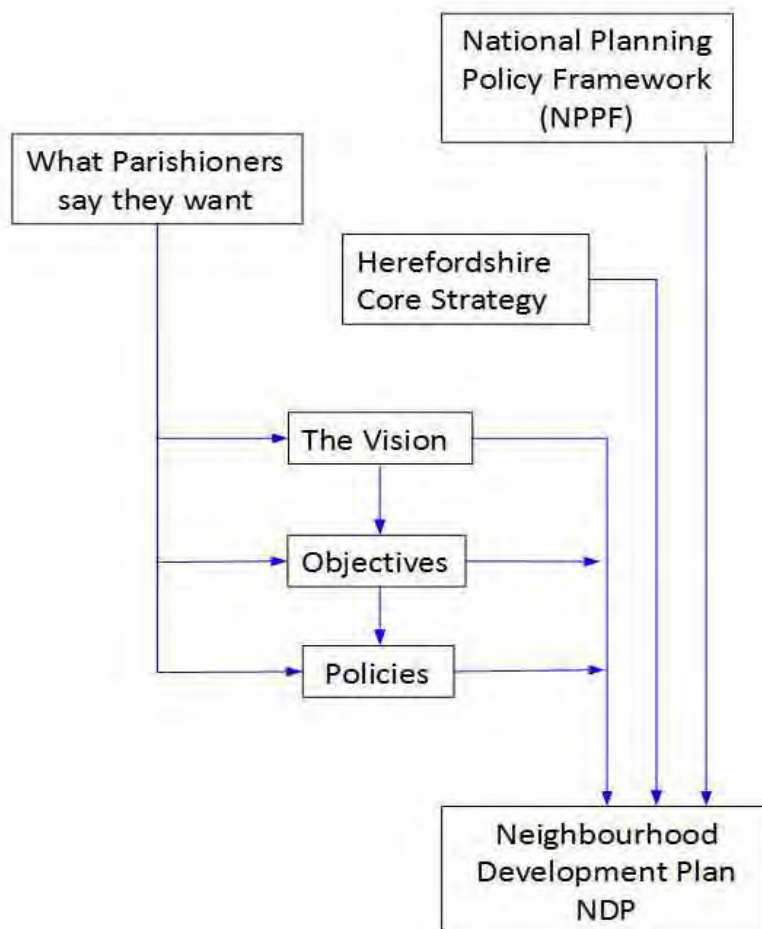 National Planning
Policy Framework
(NPPF)
What Parishioners
say they want
Herefordshire
Core Strategy
The Vision
Objectives
Policies
Neighbourhood
Development Plan
NDP